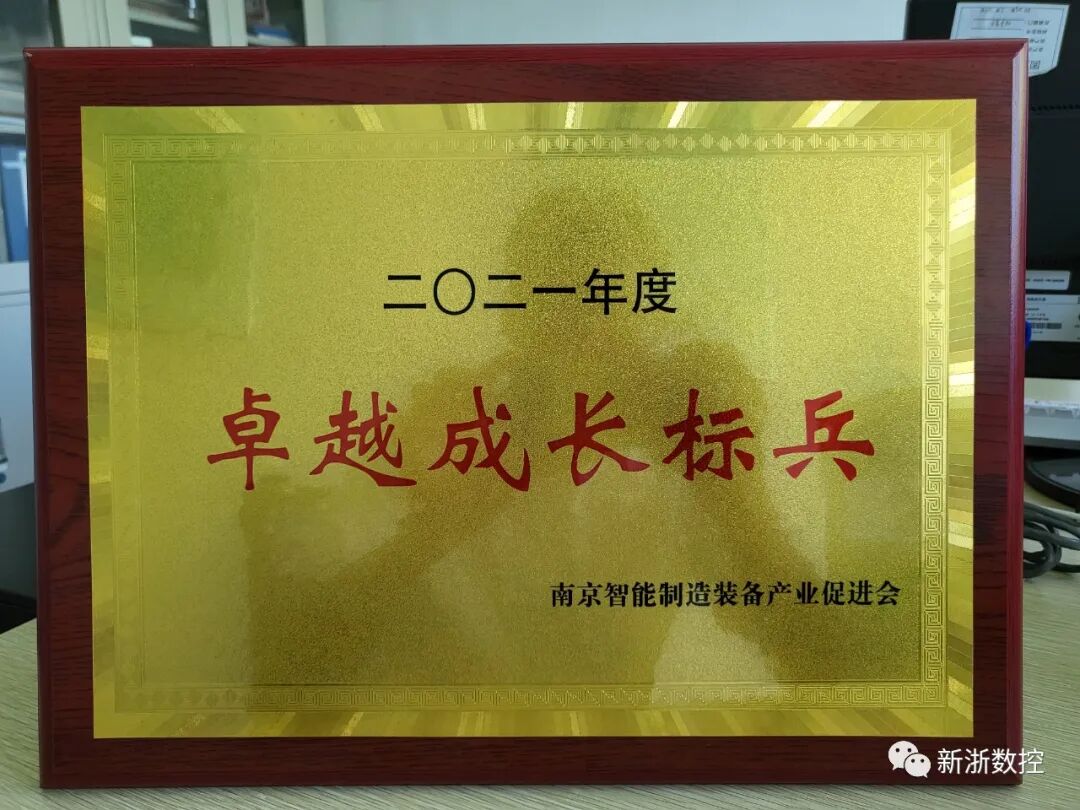 二〇二一年度
卓越成长标兵
南京智能制造装备产业促进会
新浙数控